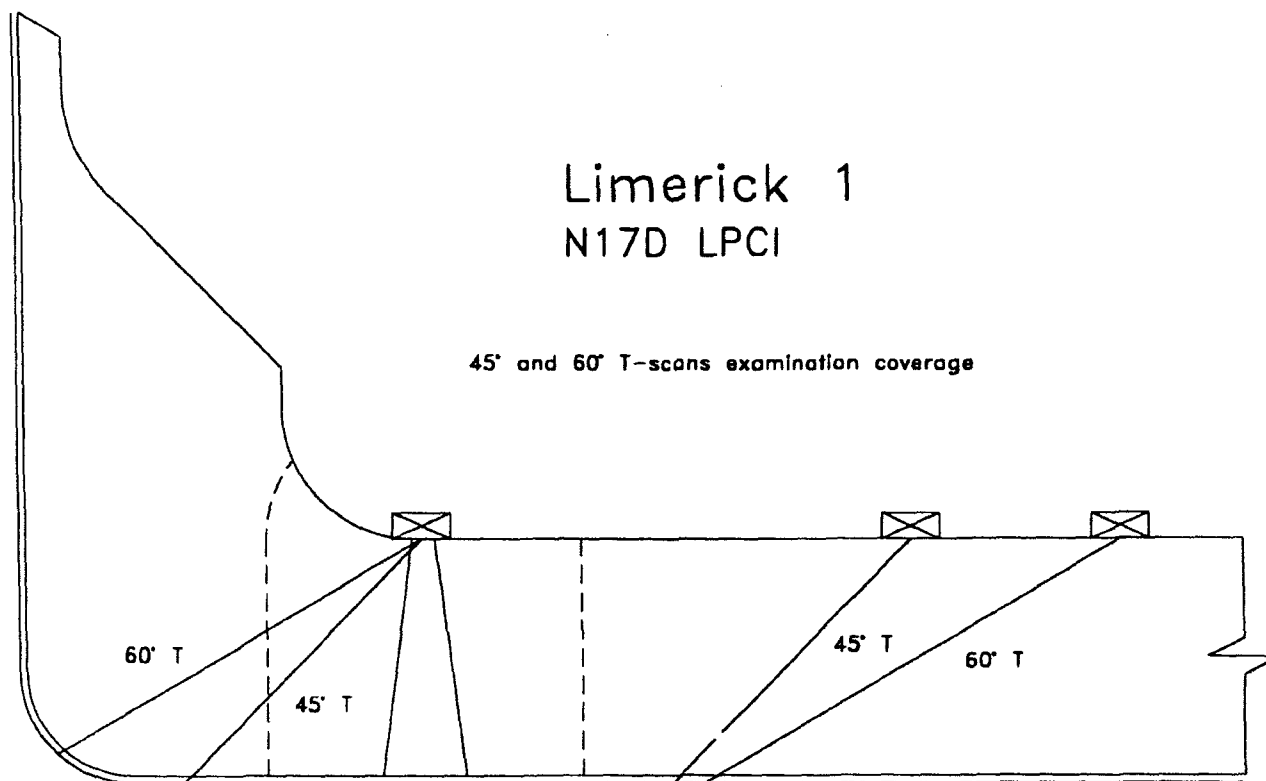 Limerick 1
N17D LPCI
45° and 60° T-scans examination coverage
60° T
45° T
45° T
60° T